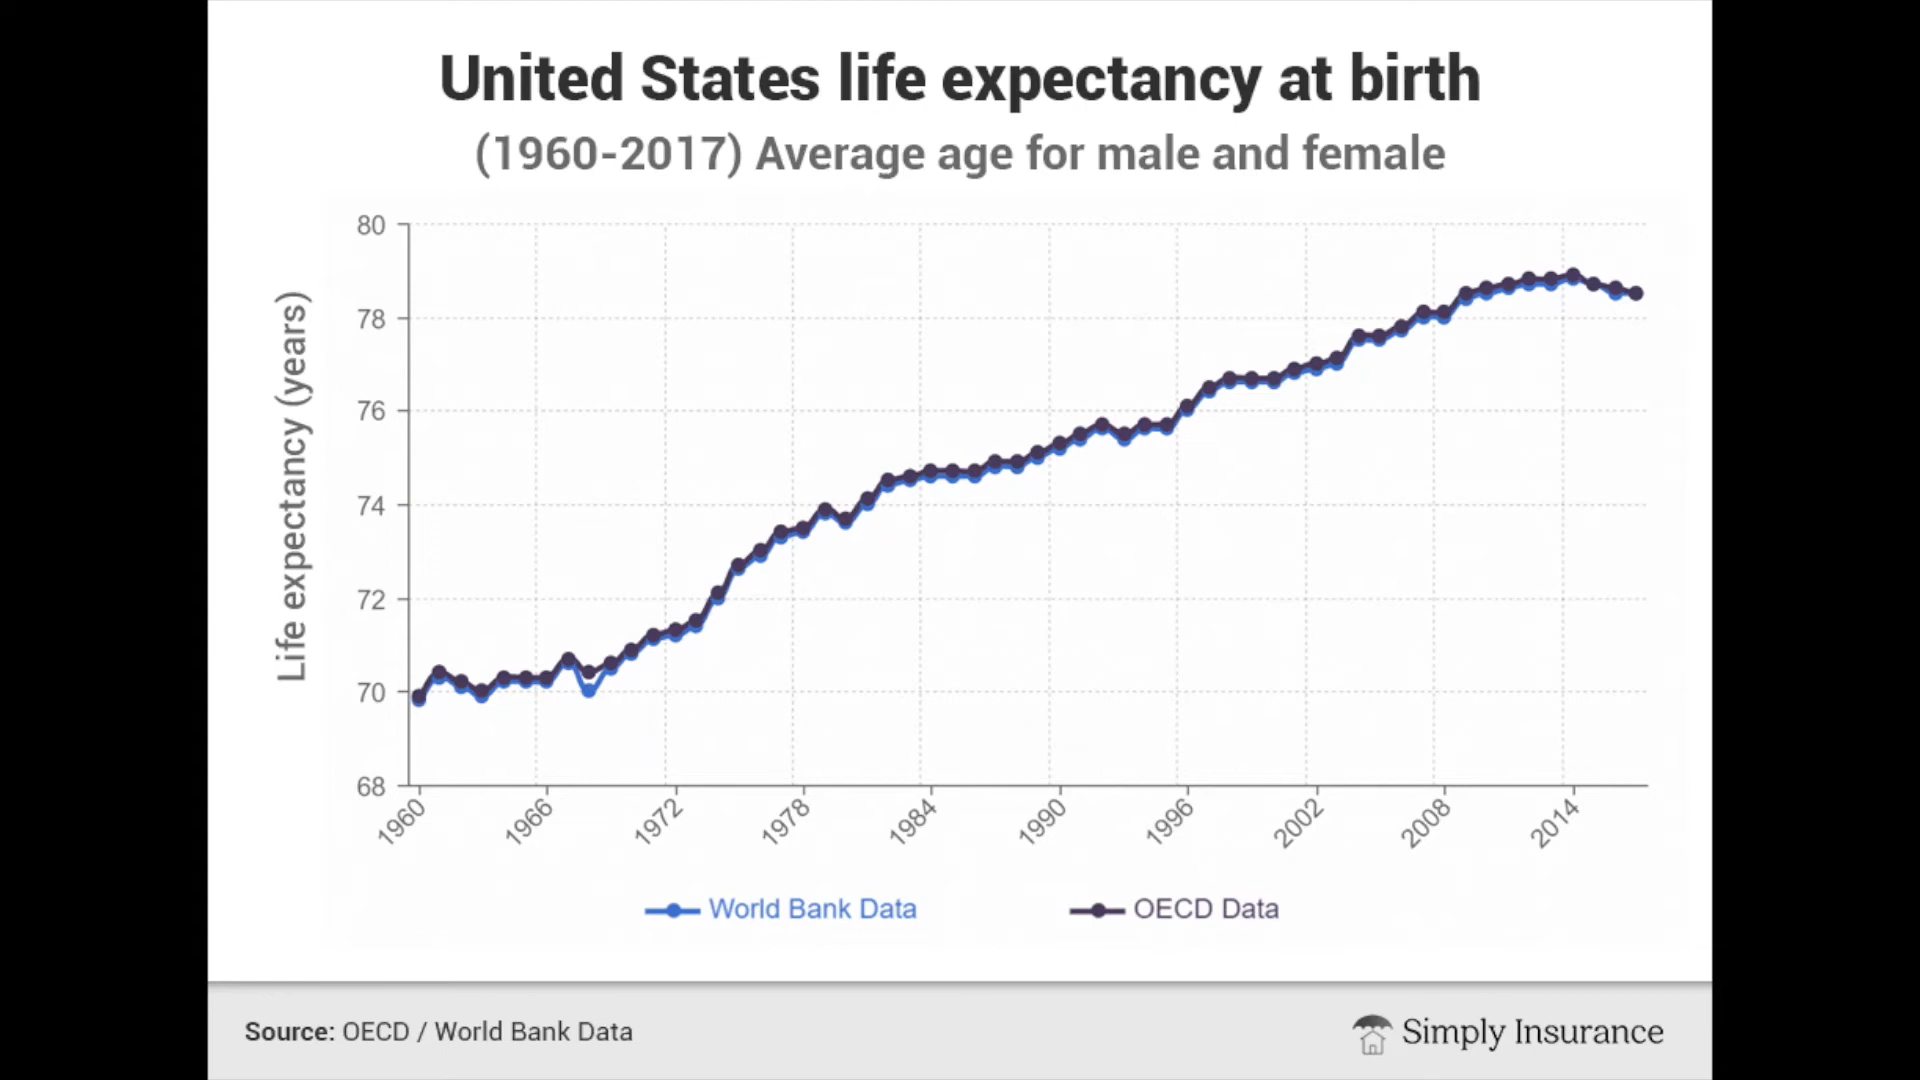 United States life expectancy at birth
(1960-2017) Average age for male and female
Life expectancy (years)
80
78
76
74
72
70
68
1960
1966
1972
1978
1984
1990
1996
2002
2008
2014
World Bank Data
OECD Data
Source: OECD / World Bank Data
Simply Insurance